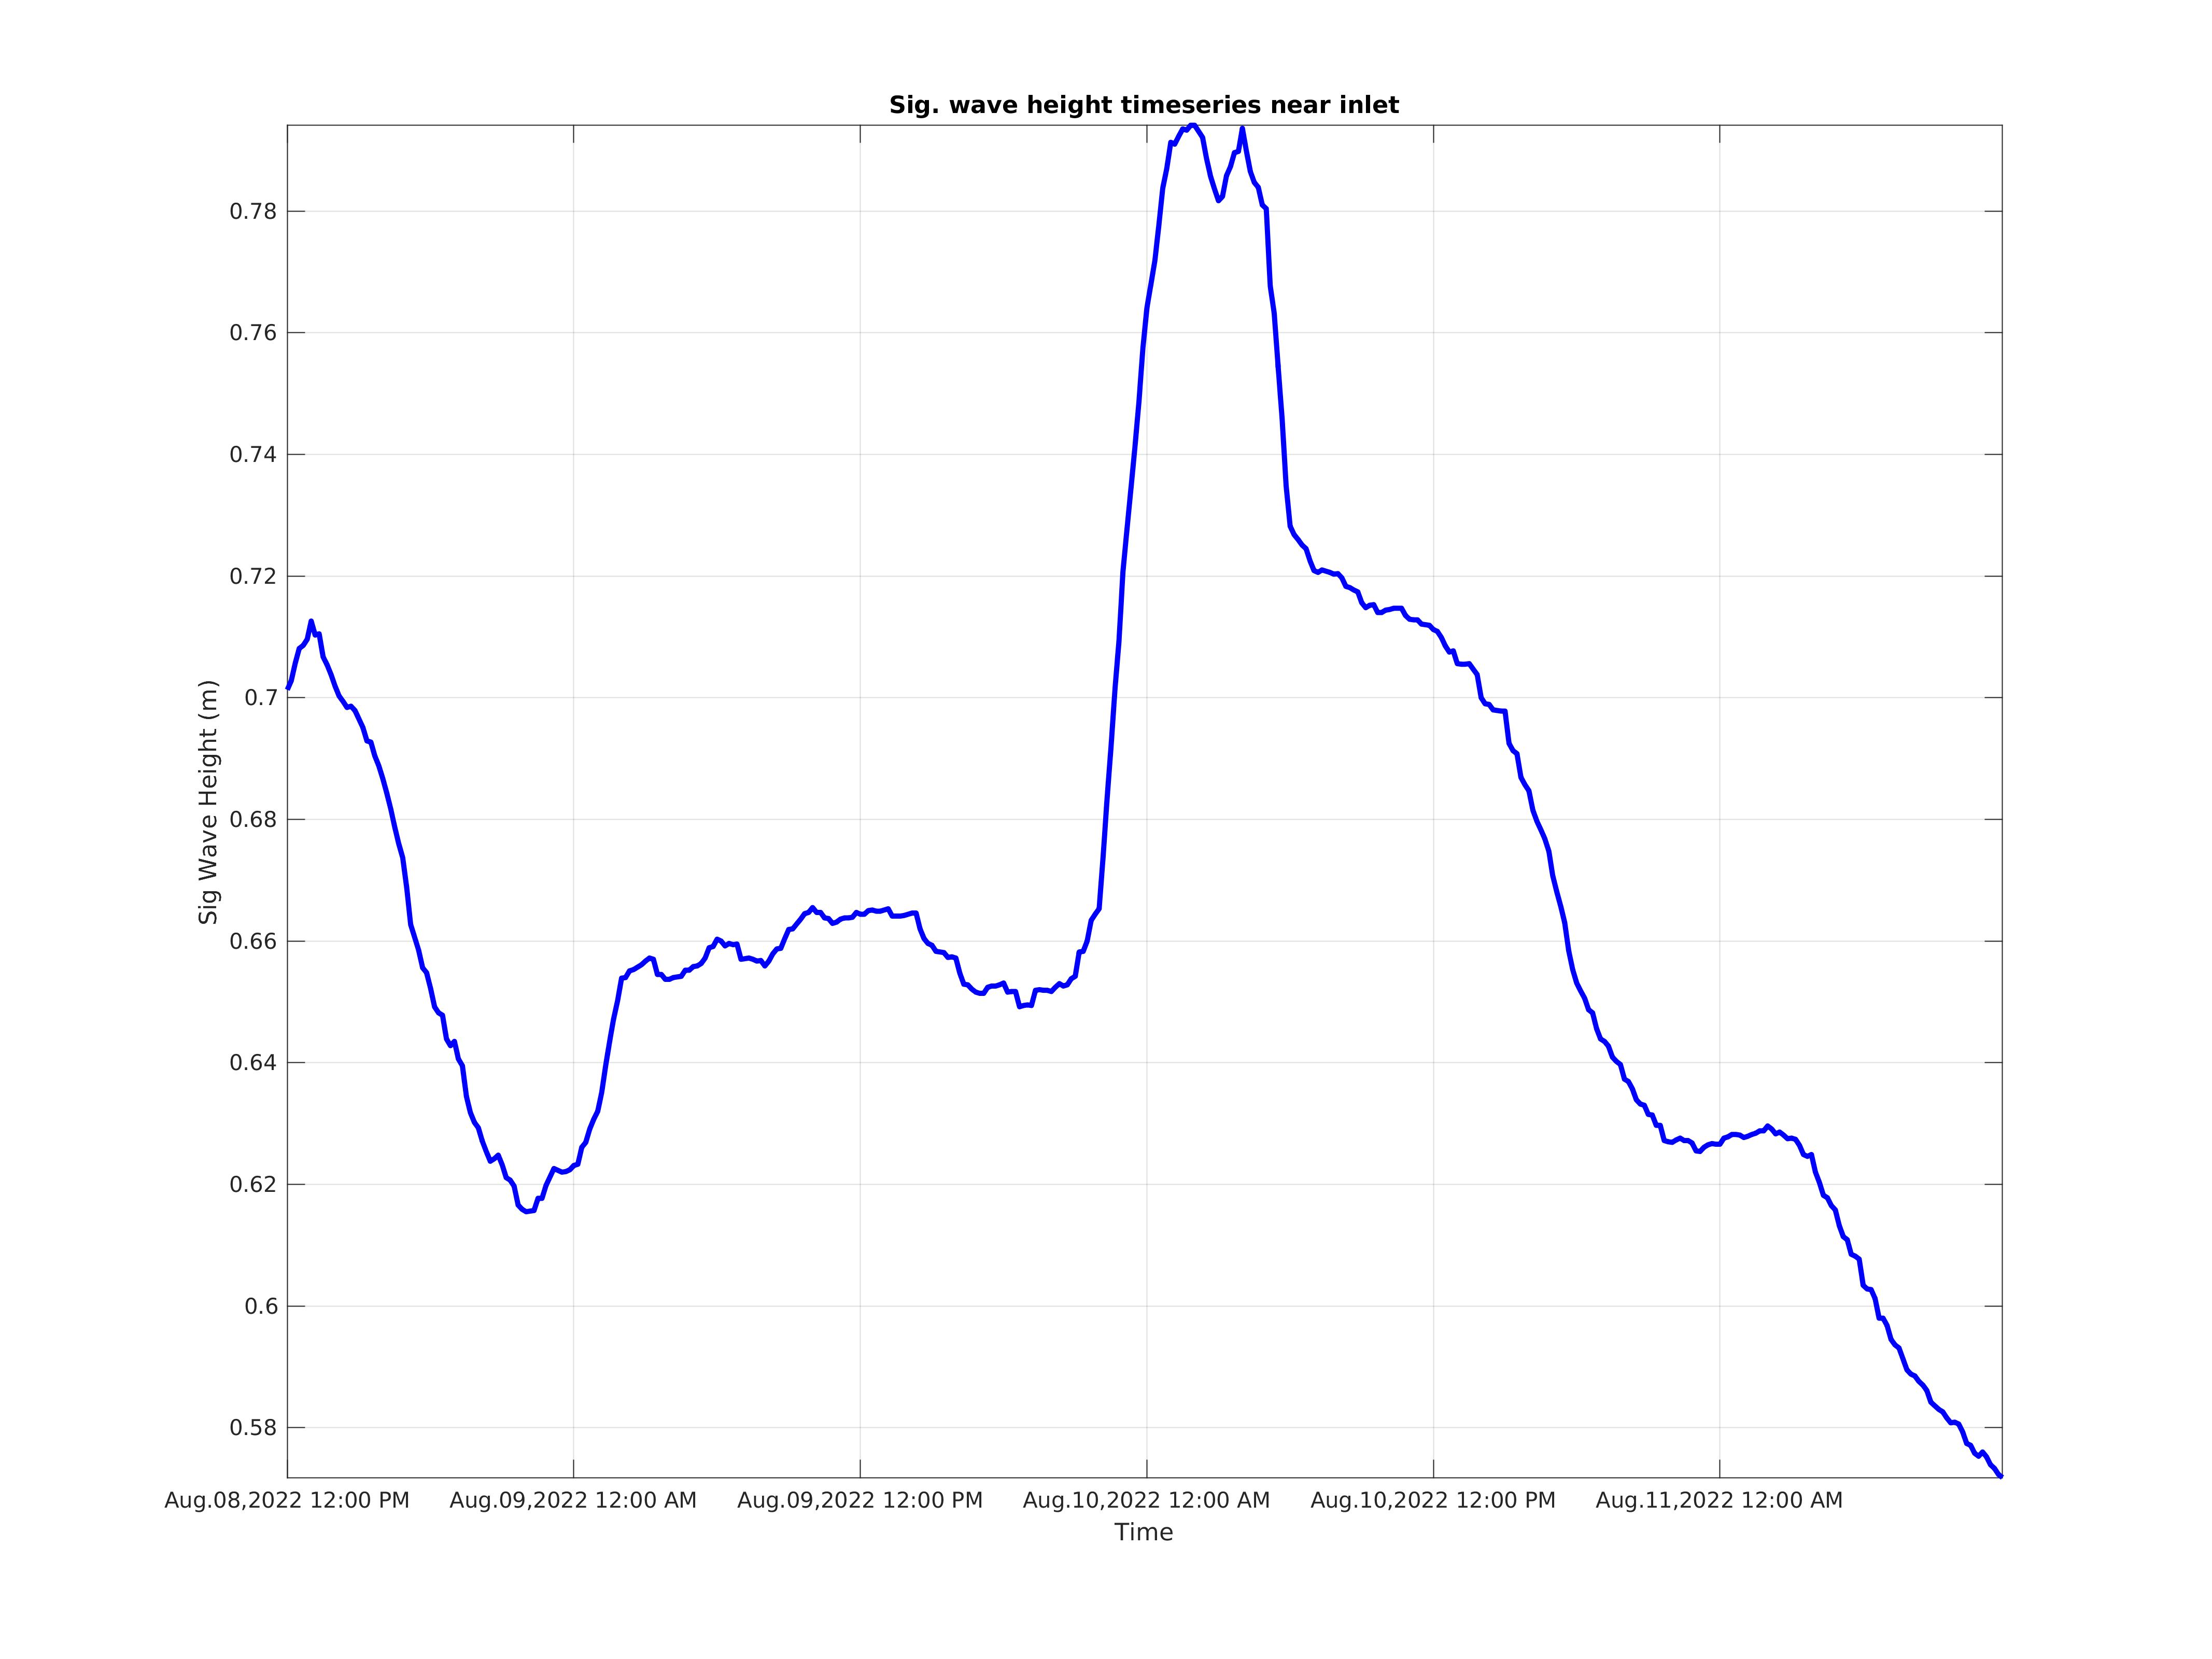 Sig. wave height timeseries near inlet
0.78
0.76
0.74
0.72
0.7
0.68
0.66
0.64
0.62
0.6
0.58
Sig Wave Height (m)
Aug.08,2022 12:00 PM Aug.09,2022 12:00 AM Aug.09,2022 12:00 PM Aug.10,2022 12:00 AM Aug.10,2022 12:00 PM Aug.11,2022 12:00 AM
Time